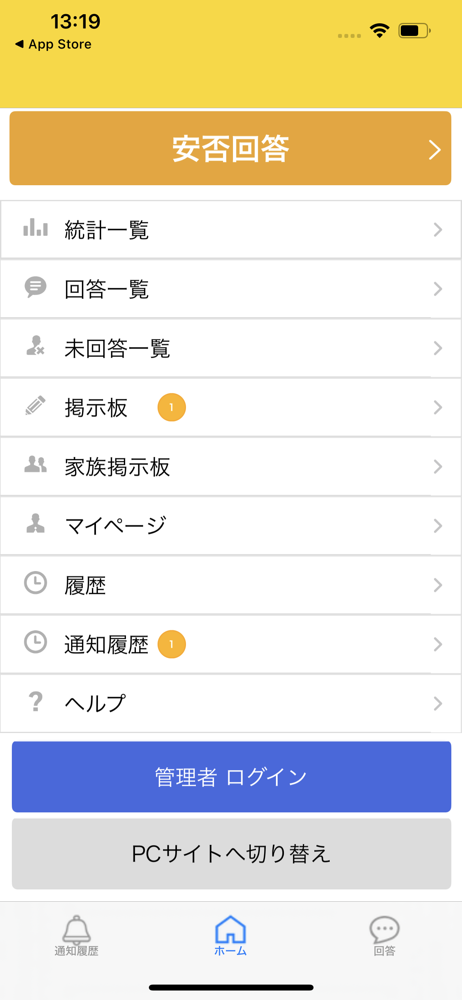 13:19
◀ App Store
安否回答
統計一覧
回答一覧
未回答一覧
掲示板 1
家族掲示板
マイページ
履歴
通知履歴 1
ヘルプ
管理者 ログイン
PCサイトへ切り替え
通知履歴 ホーム 回答